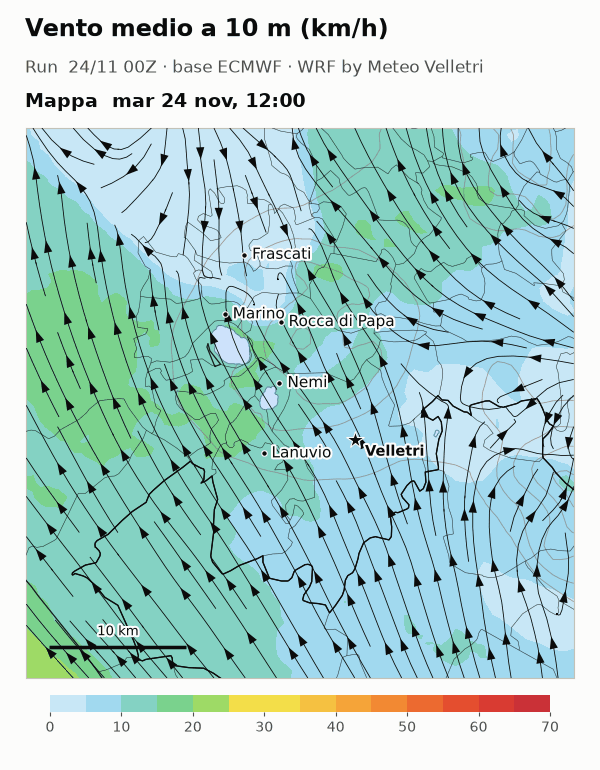 Vento medio a 10 m (km/h)
Run  24/11 00Z · base ECMWF · WRF by Meteo Velletri
Mappa  mar 24 nov, 12:00
Frascati
Marino
Rocca di Papa
Nemi
Velletri
Lanuvio
10 km
0 10 20 30 40 50 60 70